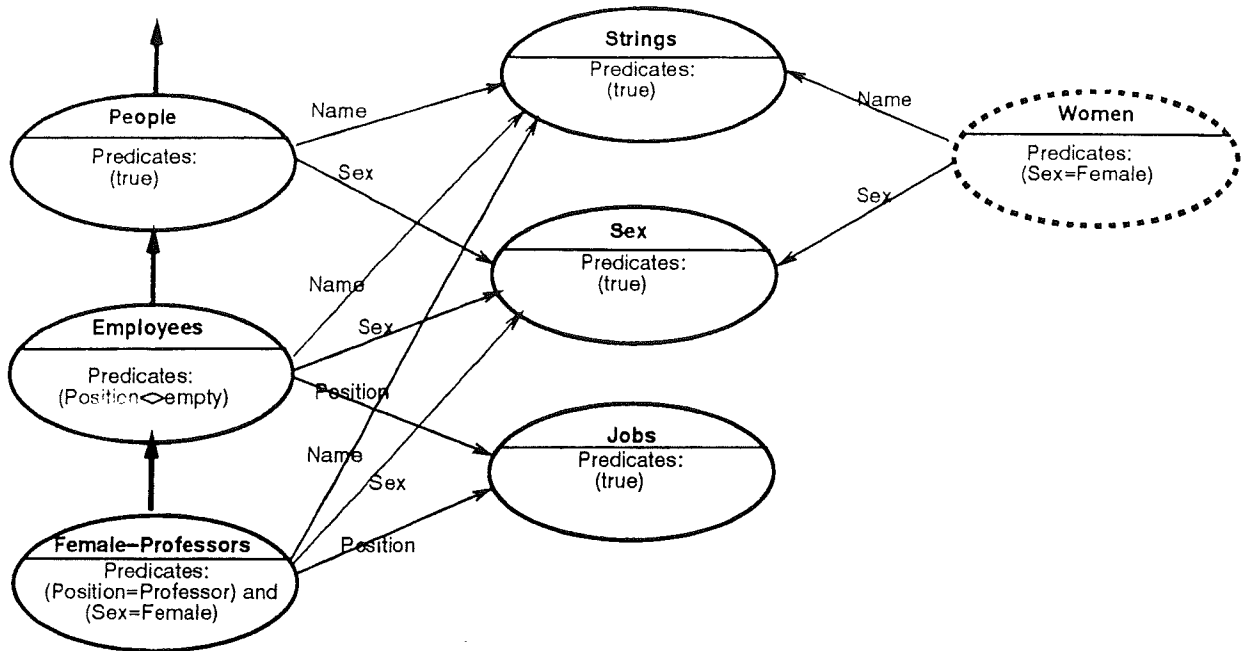 Strings
Predicates:
(true)
Name
People
Predicates:
(true)
Sex
Name
Women
Predicates:
(Sex=Female)
Sex
Sex
Predicates:
(true)
Name
Sex
Employees
Predicates:
(Position<>empty)
Position
Jobs
Predicates:
(true)
Name
Sex
Position
Female-Professors
Predicates:
(Position=Professor) and
(Sex=Female)